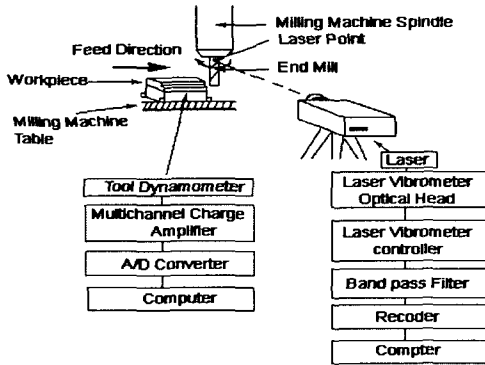 Milling Machine Spindle
Laser Point
Feed Direction
End Mill
Workpiece
Milling Machine
Table
Laser
Tool Dynamometer
Multichannel Charge
Amplifier
A/D Converter
Computer
Laser Vibrometer
Optical Head
Laser Vibrometer
controller
Band pass Filter
Recoder
Compter